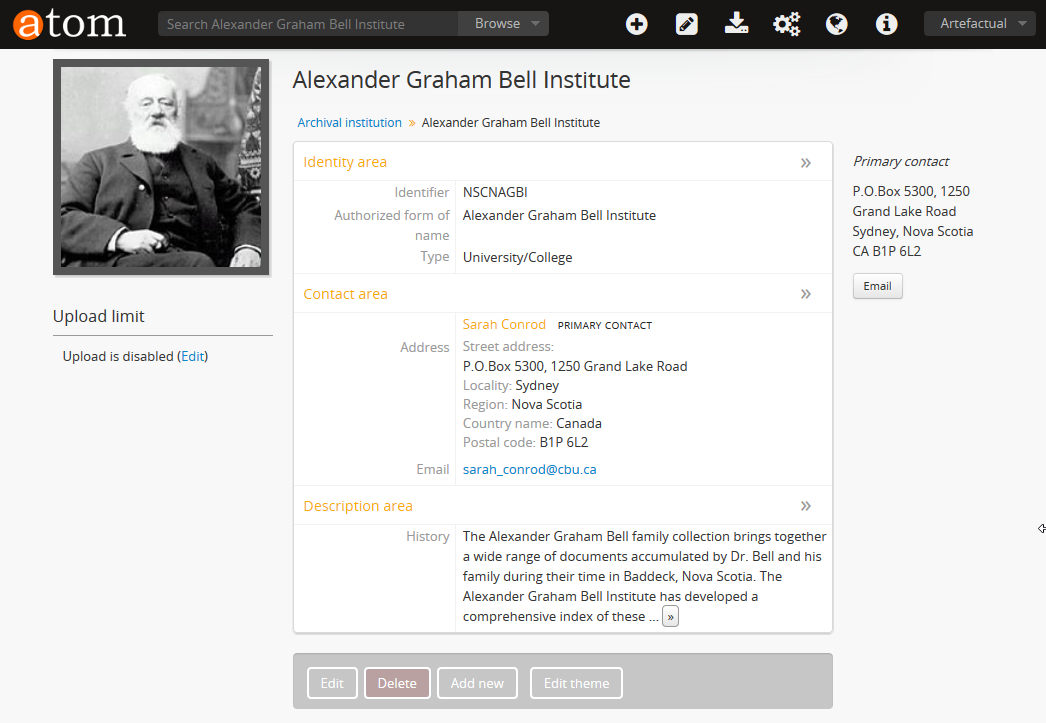 atom
Search Alexander Graham Bell Institute
Browse
Artefactual
Alexander Graham Bell Institute
Archival institution » Alexander Graham Bell Institute
Upload limit
Upload is disabled (Edit)
Identity area »
Identifier NSCNAGBI
Authorized form of name Alexander Graham Bell Institute
Type University/College
Contact area »
Sarah Conrod PRIMARY CONTACT
Address Street address:
P.O.Box 5300, 1250 Grand Lake Road
Locality: Sydney
Region: Nova Scotia
Country name: Canada
Postal code: B1P 6L2
Email sarah_conrod@cbu.ca
Description area »
History The Alexander Graham Bell family collection brings together
a wide range of documents accumulated by Dr. Bell and his
family during their time in Baddeck, Nova Scotia. The
Alexander Graham Bell Institute has developed a
comprehensive index of these ... »
Edit Delete Add new Edit theme
Primary contact
P.O.Box 5300, 1250
Grand Lake Road
Sydney, Nova Scotia
CA B1P 6L2
Email